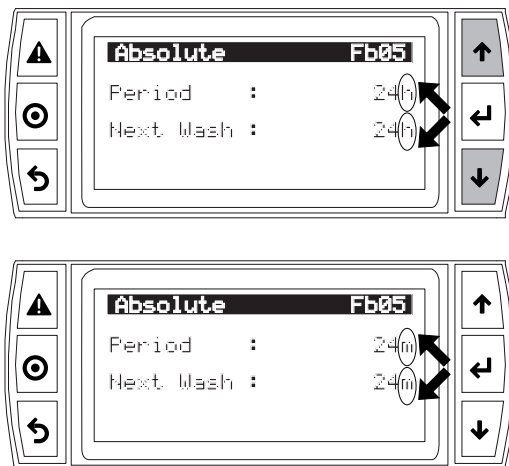 Absolute Fb05
Period : 24h
Next Wash : 24h
Absolute Fb05
Period : 24m
Next Wash : 24m